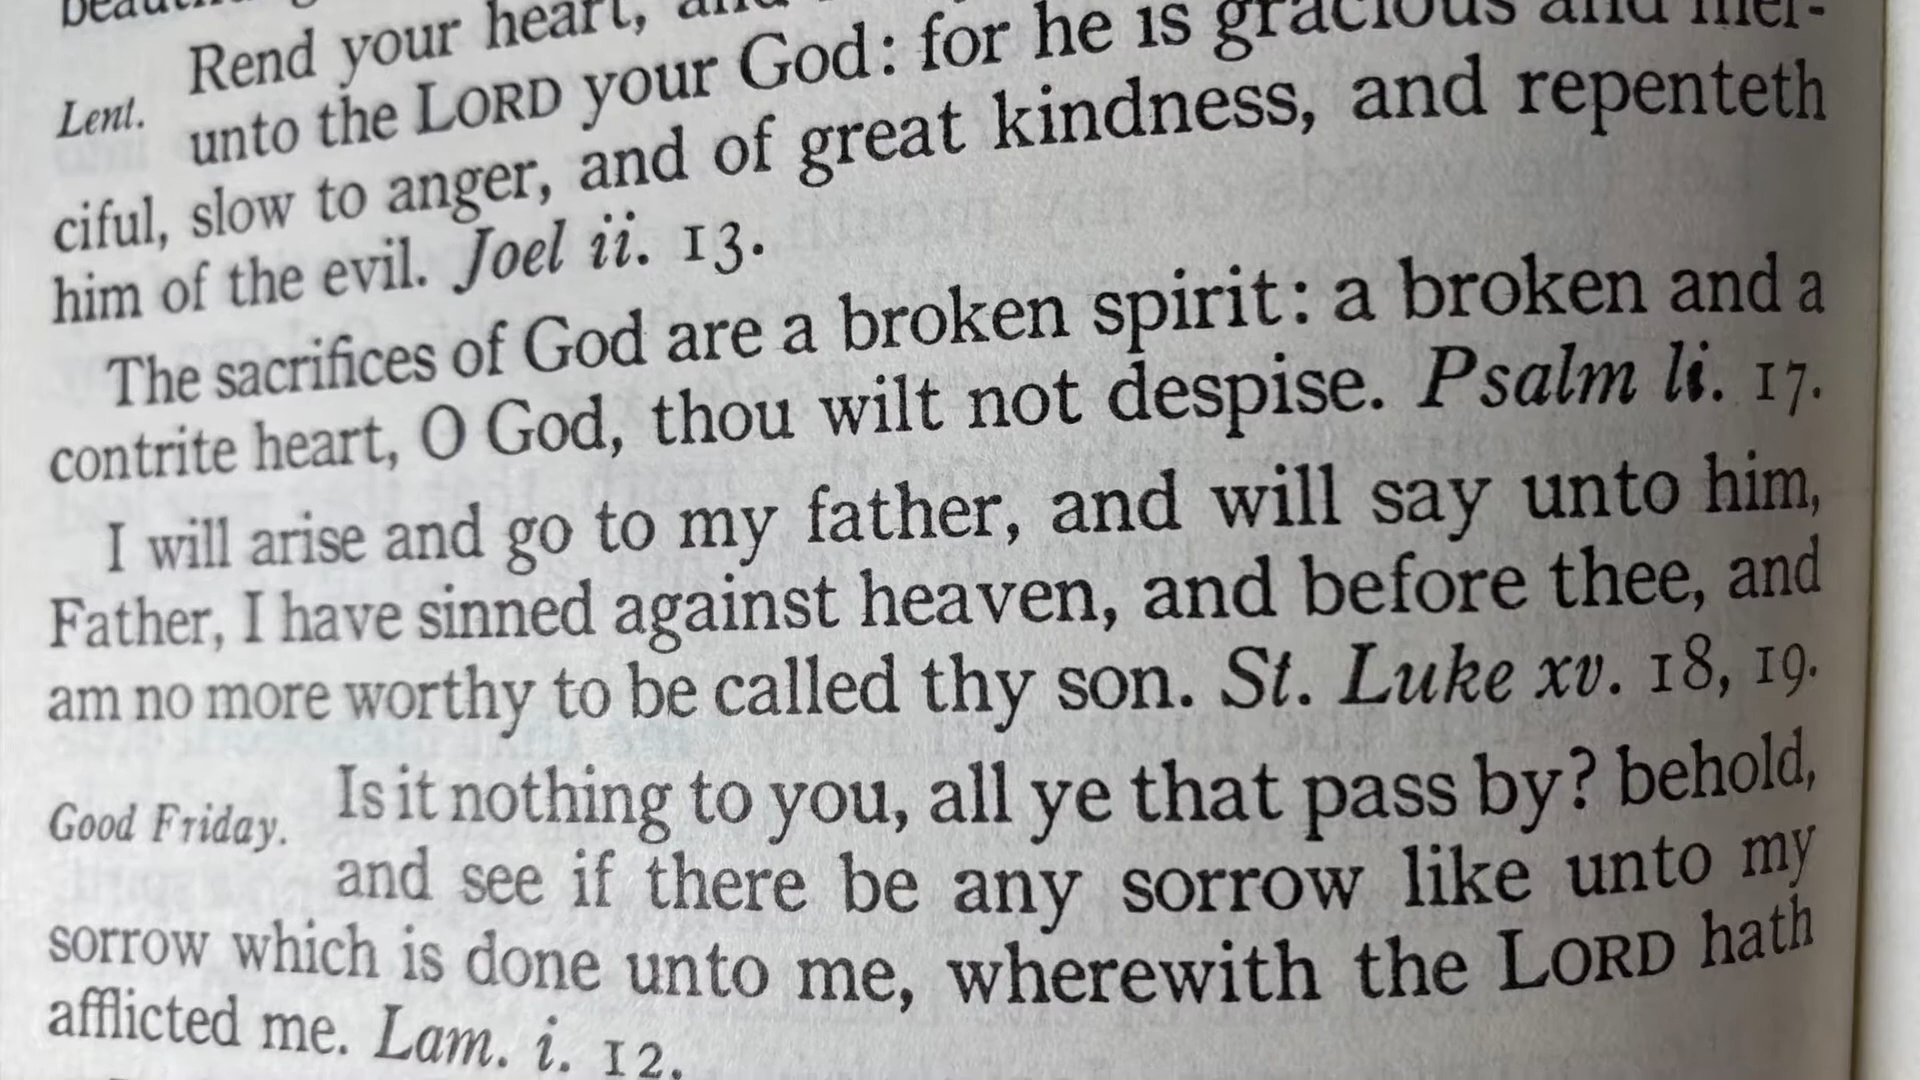 Rend your heart,
Lent. unto the LORD your God: for he is gracious and mer-
ciful, slow to anger, and of great kindness, and repenteth
him of the evil. Joel ii. 13.
The sacrifices of God are a broken spirit: a broken and a
contrite heart, O God, thou wilt not despise. Psalm li. 17.
I will arise and go to my father, and will say unto him,
Father, I have sinned against heaven, and before thee, and
am no more worthy to be called thy son. St. Luke xv. 18, 19.
Good Friday. Is it nothing to you, all ye that pass by? behold,
and see if there be any sorrow like unto my
sorrow which is done unto me, wherewith the LORD hath
afflicted me. Lam. i. 12.